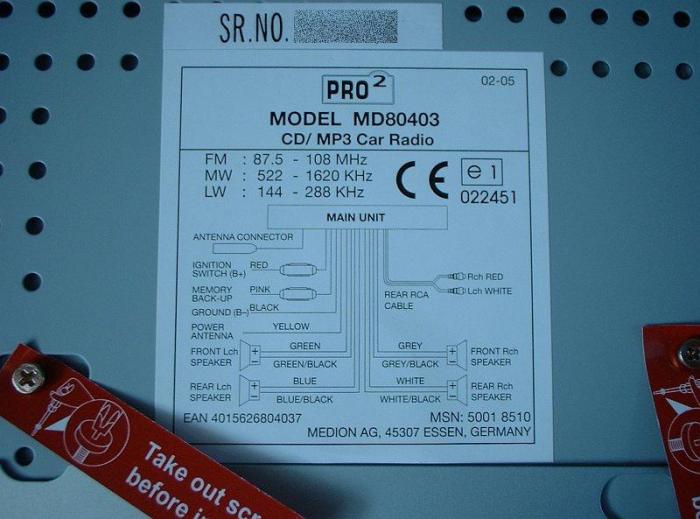 SR.NO.
PRO2
02-05
MODEL MD80403
CD/ MP3 Car Radio
FM : 87.5 - 108 MHz
MW : 522 - 1620 KHz
LW : 144 - 288 KHz
CE
e 1
022451
MAIN UNIT
ANTENNA CONNECTOR
IGNITION SWITCH (B+) RED
MEMORY BACK-UP PINK
GROUND (B-) BLACK
POWER ANTENNA YELLOW
FRONT Lch SPEAKER + - GREEN
GREEN/BLACK
REAR Lch SPEAKER + - BLUE
BLUE/BLACK
Rch RED
Lch WHITE
REAR RCA CABLE
GREY + - FRONT Rch SPEAKER
GREY/BLACK
WHITE + - REAR Rch SPEAKER
WHITE/BLACK
EAN 4015626804037
MSN: 5001 8510
MEDION AG, 45307 ESSEN, GERMANY
Take out
before